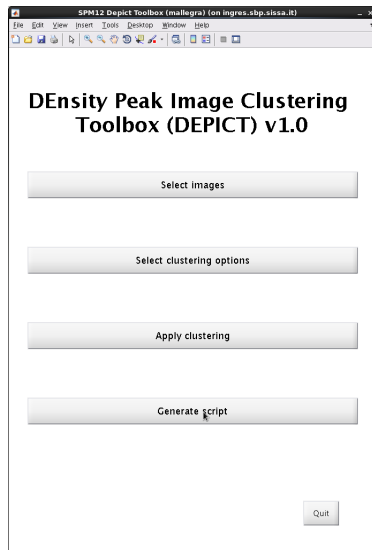 SPM12 Depict Toolbox (mallegra) (on ingres.sbp.sissa.it)
File Edit View Insert Tools Desktop Window Help
DEnsity Peak Image Clustering
Toolbox (DEPICT) v1.0
Select images
Select clustering options
Apply clustering
Generate script
Quit